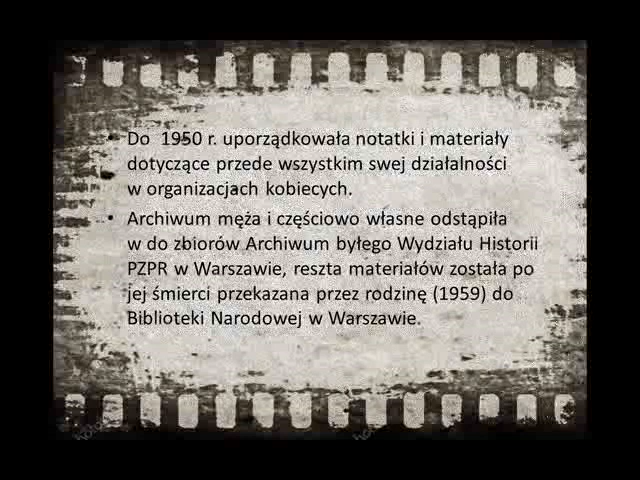 • Do 1950 r. uporządkowała notatki i materiały
dotyczące przede wszystkim swej działalności
w organizacjach kobiecych.
• Archiwum męża i częściowo własne odstąpiła
w do zbiorów Archiwum byłego Wydziału Historii
PZPR w Warszawie, reszta materiałów została po
jej śmierci przekazana przez rodzinę (1959) do
Biblioteki Narodowej w Warszawie.